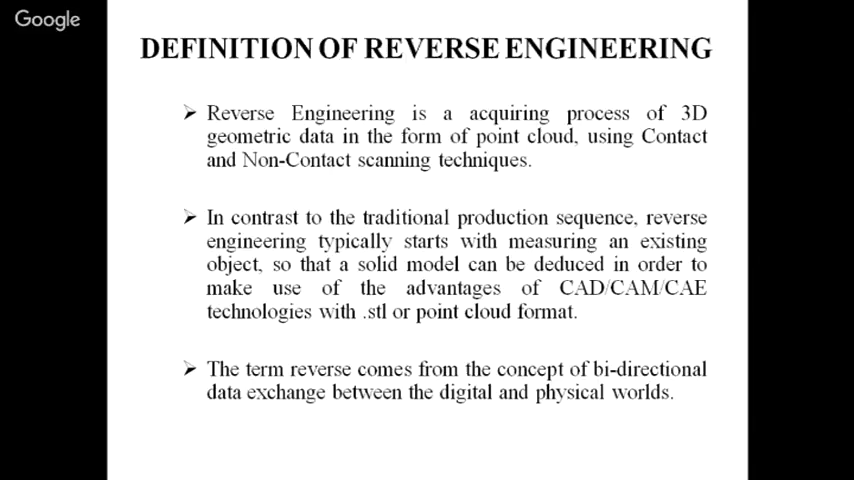 Google
DEFINITION OF REVERSE ENGINEERING
➢ Reverse Engineering is a acquiring process of 3D
geometric data in the form of point cloud, using Contact
and Non-Contact scanning techniques.
➢ In contrast to the traditional production sequence, reverse
engineering typically starts with measuring an existing
object, so that a solid model can be deduced in order to
make use of the advantages of CAD/CAM/CAE
technologies with .stl or point cloud format.
➢ The term reverse comes from the concept of bi-directional
data exchange between the digital and physical worlds.